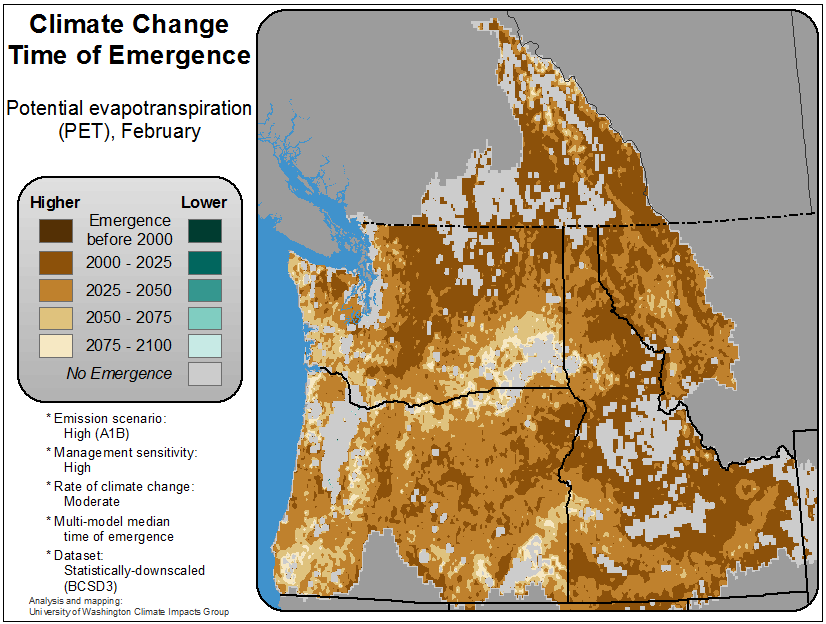 Climate Change
Time of Emergence
Potential evapotranspiration
(PET), February
Higher
Lower
Emergence
before 2000
2000 - 2025
2025 - 2050
2050 - 2075
2075 - 2100
No Emergence
* Emission scenario:
High (A1B)
* Management sensitivity:
High
* Rate of climate change:
Moderate
* Multi-model median
time of emergence
* Dataset:
Statistically-downscaled
(BCSD3)
Analysis and mapping:
University of Washington Climate Impacts Group